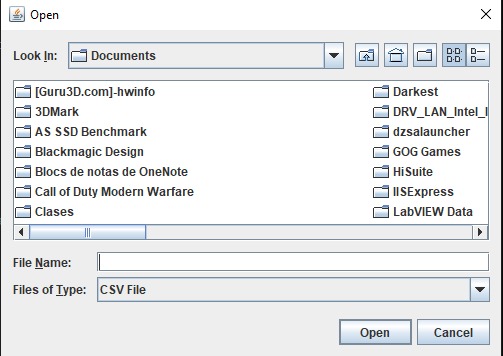 Open
Look In: Documents
[Guru3D.com]-hwinfo
3DMark
AS SSD Benchmark
Blackmagic Design
Blocs de notas de OneNote
Call of Duty Modern Warfare
Clases
Darkest
DRV_LAN_Intel_I
dzsalauncher
GOG Games
HiSuite
IISExpress
LabVIEW Data
File Name:
Files of Type: CSV File
Open Cancel